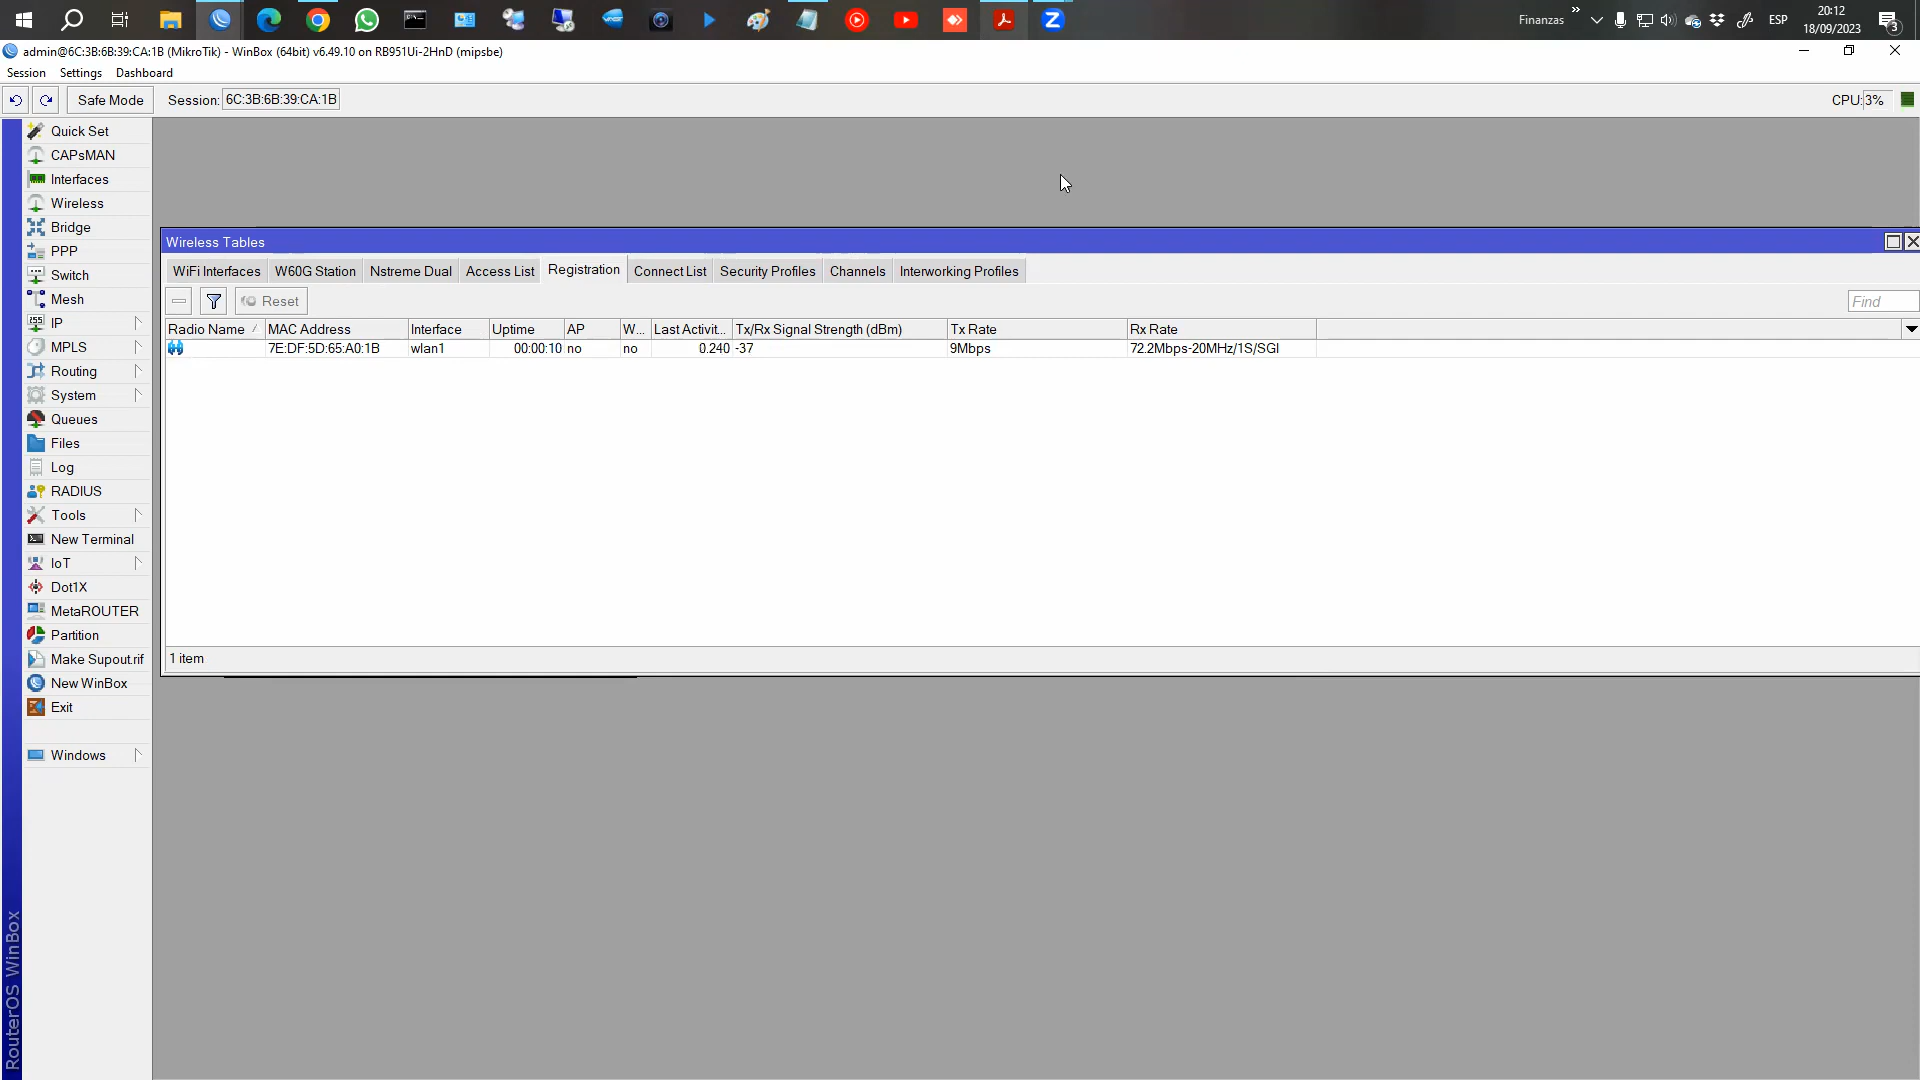 Finanzas » ESP 20:12
18/09/2023 3
admin@6C:3B:6B:39:CA:1B (MikroTik) - WinBox (64bit) v6.49.10 on RB951Ui-2HnD (mipsbe)
Session Settings Dashboard
Safe Mode Session: 6C:3B:6B:39:CA:1B CPU:3%
Quick Set
CAPsMAN
Interfaces
Wireless
Bridge
PPP
Switch
Mesh
IP
MPLS
Routing
System
Queues
Files
Log
RADIUS
Tools
New Terminal
IoT
Dot1X
MetaROUTER
Partition
Make Supout.rif
New WinBox
Exit
Windows
RouterOS WinBox
Wireless Tables
WiFi Interfaces W60G Station Nstreme Dual Access List Registration Connect List Security Profiles Channels Interworking Profiles
Reset Find
Radio Name MAC Address Interface Uptime AP W... Last Activit... Tx/Rx Signal Strength (dBm) Tx Rate Rx Rate
7E:DF:5D:65:A0:1B wlan1 00:00:10 no no 0.240 -37 9Mbps 72.2Mbps-20MHz/1S/SGI
1 item